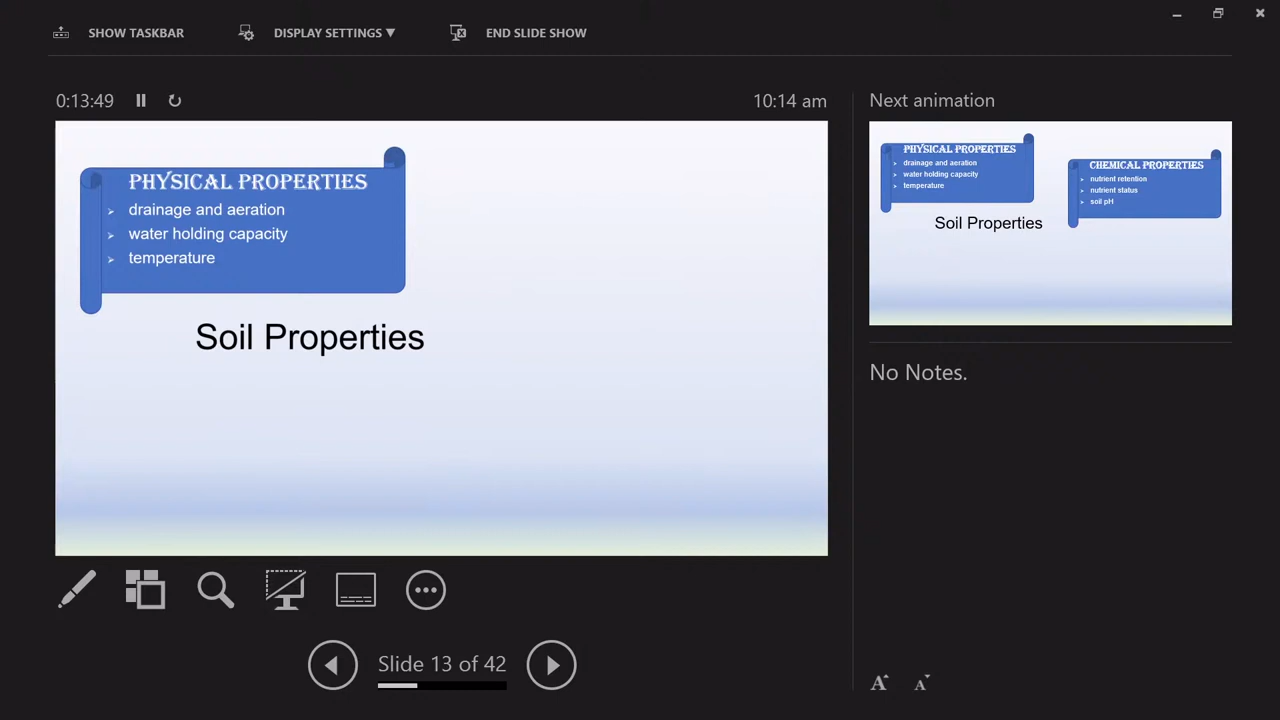 SHOW TASKBAR
DISPLAY SETTINGS ▼
END SLIDE SHOW
0:13:49
10:14 am
PHYSICAL PROPERTIES
➢ drainage and aeration
➢ water holding capacity
➢ temperature
Soil Properties
Next animation
PHYSICAL PROPERTIES
➢ drainage and aeration
➢ water holding capacity
➢ temperature
CHEMICAL PROPERTIES
➢ nutrient retention
➢ nutrient status
➢ soil pH
Soil Properties
No Notes.
Slide 13 of 42
A A